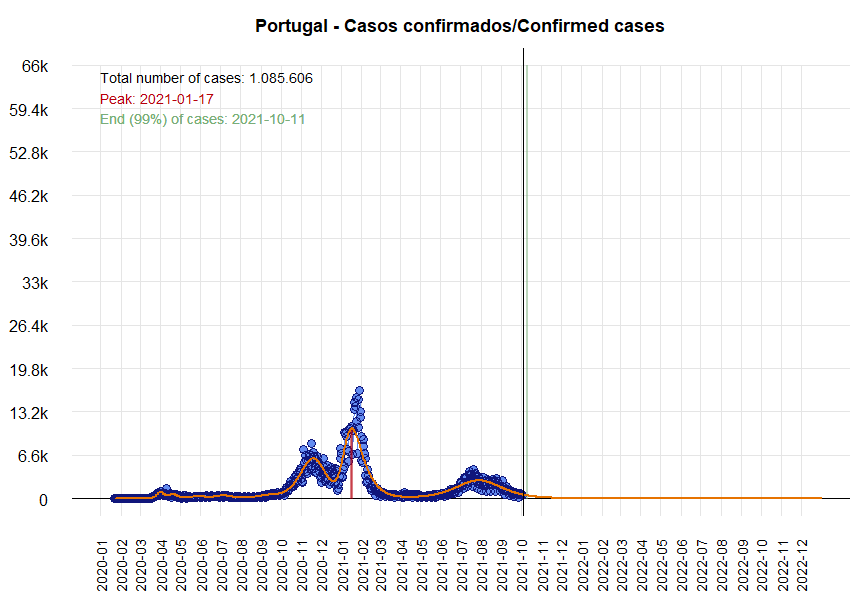 Portugal - Casos confirmados/Confirmed cases
66k
59.4k
52.8k
46.2k
39.6k
33k
26.4k
19.8k
13.2k
6.6k
0
Total number of cases: 1.085.606
Peak: 2021-01-17
End (99%) of cases: 2021-10-11
2020-01
2020-02
2020-03
2020-04
2020-05
2020-06
2020-07
2020-08
2020-09
2020-10
2020-11
2020-12
2021-01
2021-02
2021-03
2021-04
2021-05
2021-06
2021-07
2021-08
2021-09
2021-10
2021-11
2021-12
2022-01
2022-02
2022-03
2022-04
2022-05
2022-06
2022-07
2022-08
2022-09
2022-10
2022-11
2022-12